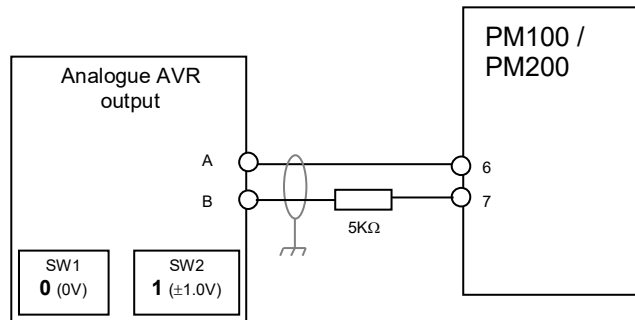 PM100 /
PM200
Analogue AVR
output
A
6
B
7
5KΩ
SW1
0 (0V)
SW2
1 (±1.0V)